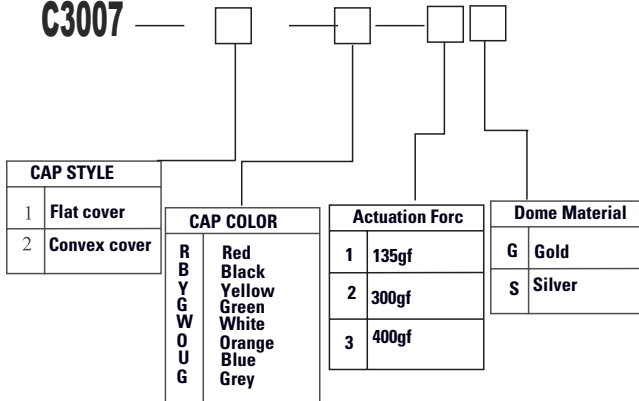 C3007
CAP STYLE
1 Flat cover
2 Convex cover
CAP COLOR
R Red
B Black
Y Yellow
G Green
W White
O Orange
U Blue
G Grey
Actuation Forc
1 135gf
2 300gf
3 400gf
Dome Material
G Gold
S Silver